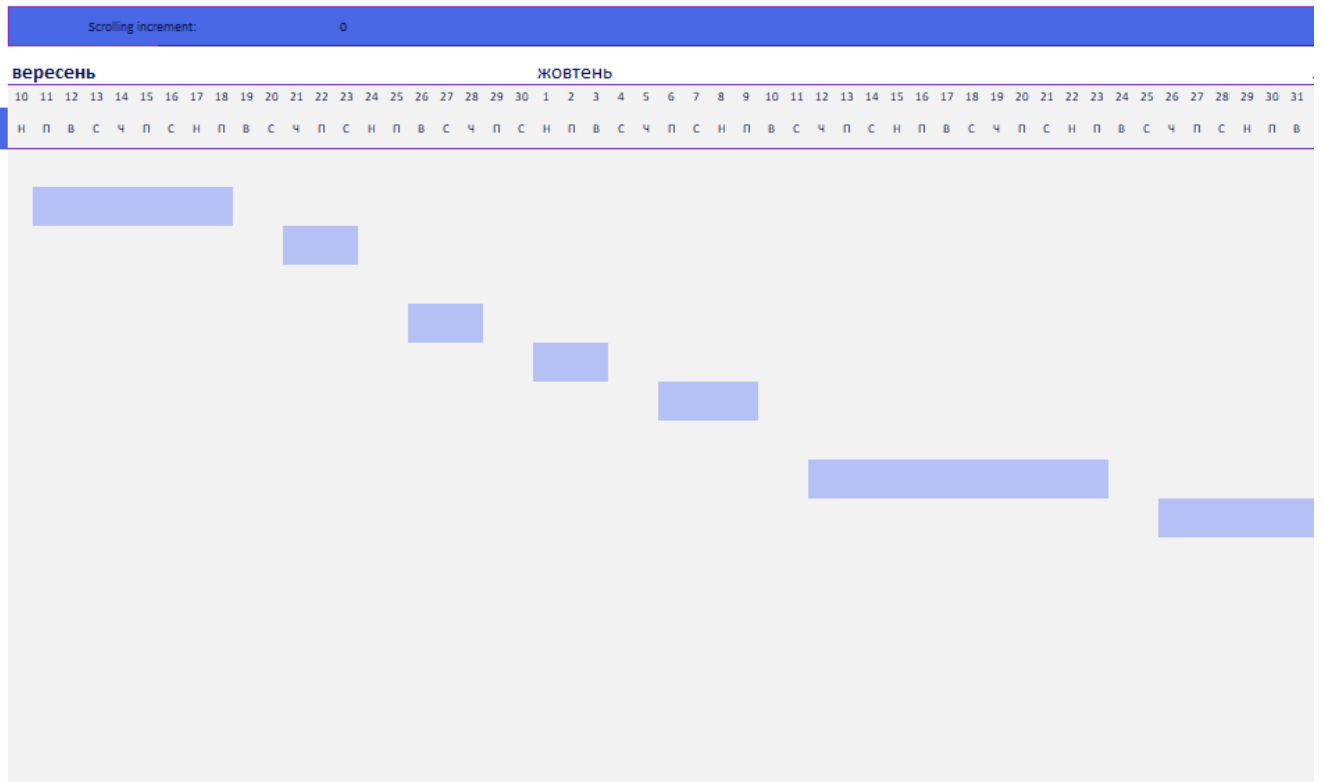 Scrolling increment: 0
вересень жовтень
10 11 12 13 14 15 16 17 18 19 20 21 22 23 24 25 26 27 28 29 30 1 2 3 4 5 6 7 8 9 10 11 12 13 14 15 16 17 18 19 20 21 22 23 24 25 26 27 28 29 30 31
н п в с ч п с н п в с ч п с н п в с ч п с н п в с ч п с н п в с ч п с н п в с ч п с н п в с ч п с н п в